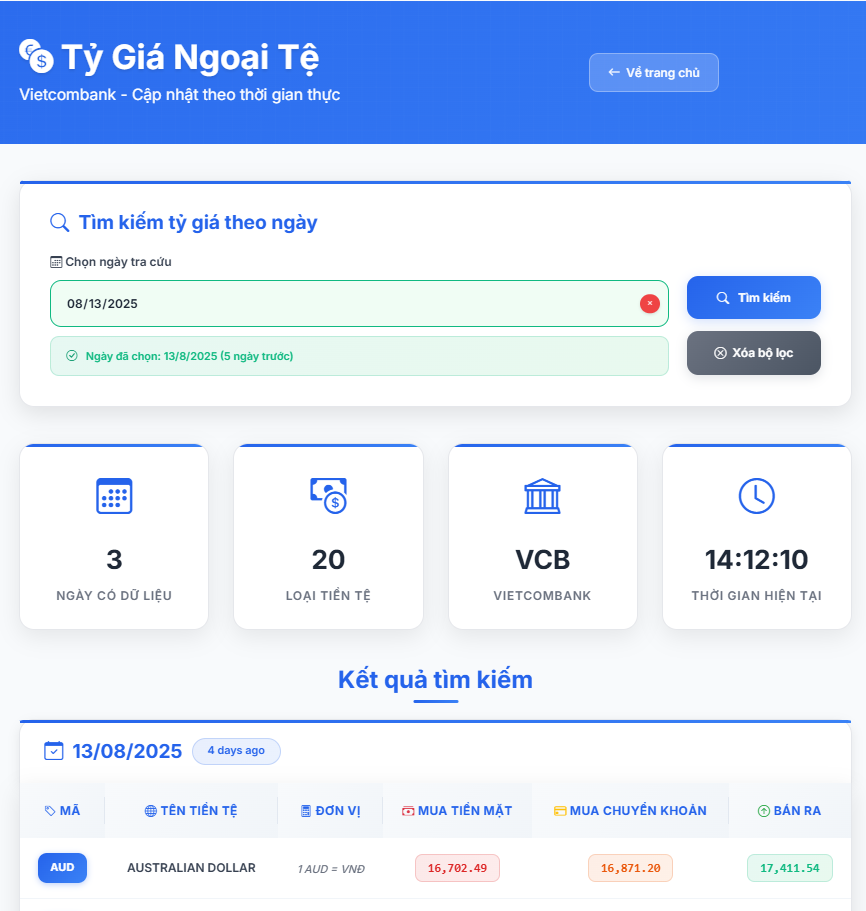 Tỷ Giá Ngoại Tệ
Vietcombank - Cập nhật theo thời gian thực
Về trang chủ
Tìm kiếm tỷ giá theo ngày
Chọn ngày tra cứu
08/13/2025
Tìm kiếm
Ngày đã chọn: 13/8/2025 (5 ngày trước)
Xóa bộ lọc
3
NGÀY CÓ DỮ LIỆU
20
LOẠI TIỀN TỆ
VCB
VIETCOMBANK
14:12:10
THỜI GIAN HIỆN TẠI
Kết quả tìm kiếm
13/08/2025 4 days ago
MÃ TÊN TIỀN TỆ ĐƠN VỊ MUA TIỀN MẶT MUA CHUYỂN KHOẢN BÁN RA
AUD AUSTRALIAN DOLLAR 1 AUD = VNĐ 16,702.49 16,871.20 17,411.54